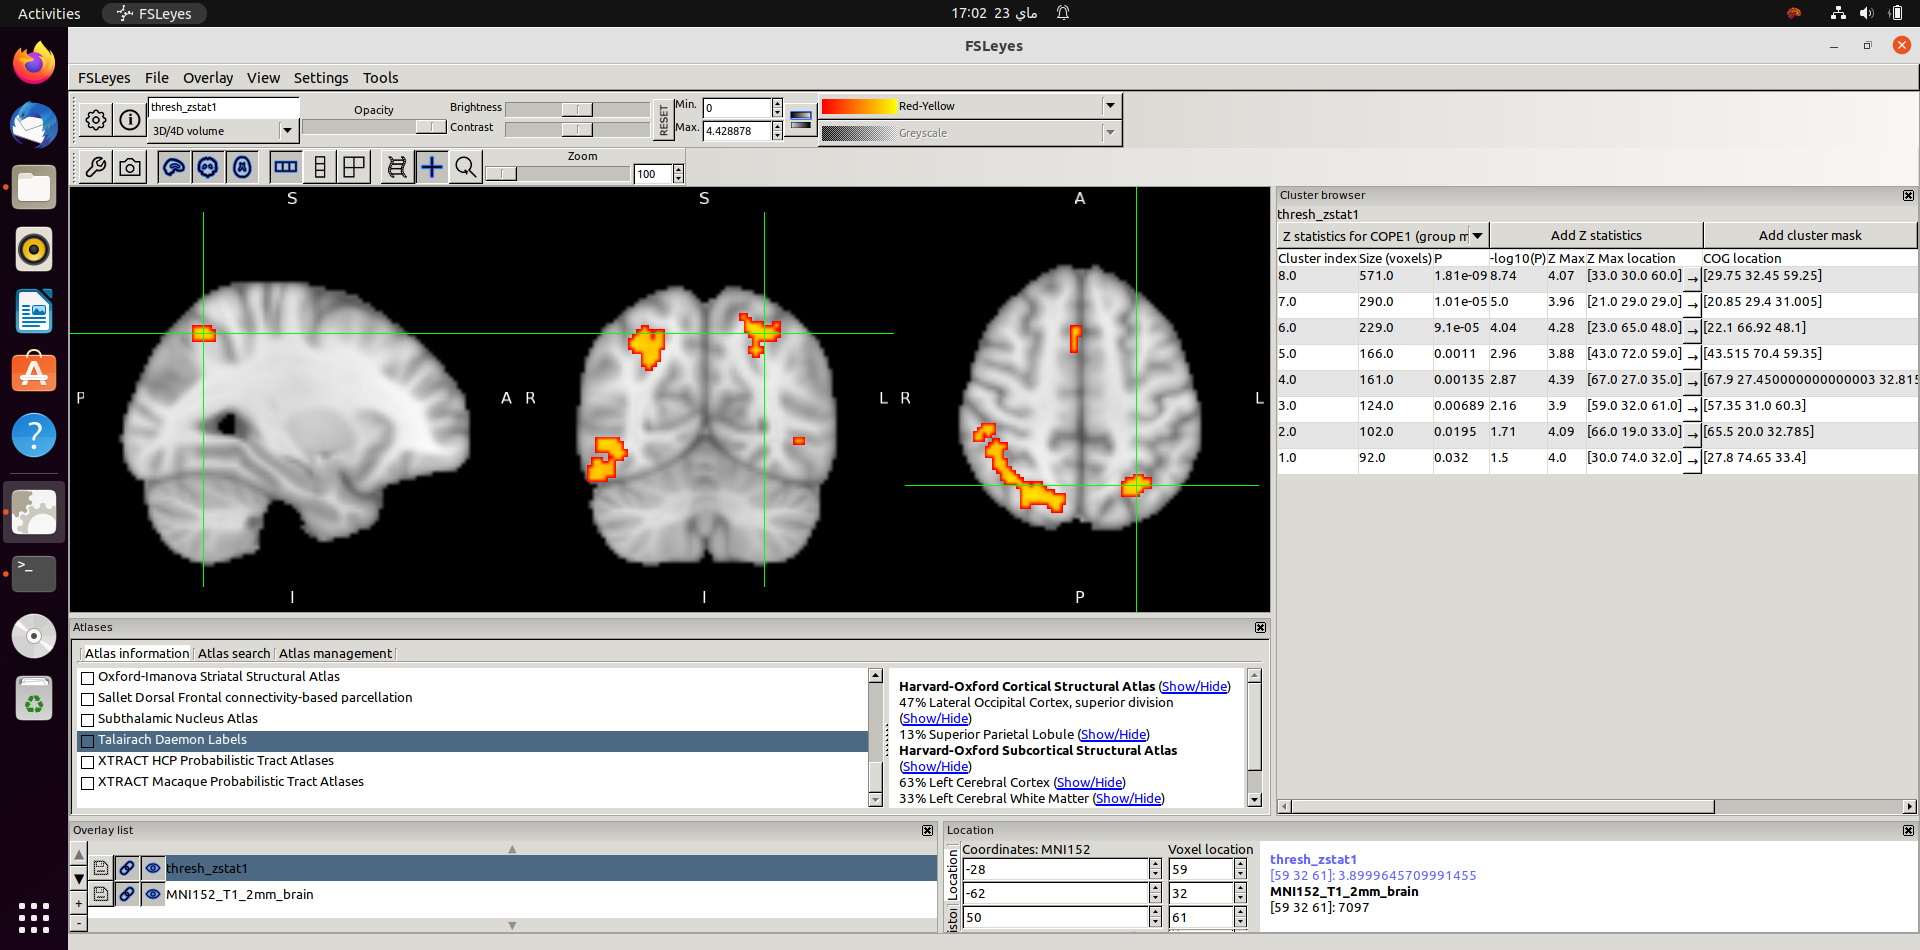 Activities
FSLeyes
17:02 23 ماي
FSLeyes
FSLeyes File Overlay View Settings Tools
thresh_zstat1
3D/4D volume
Opacity
Brightness
Contrast
RESET
Min.
0
Max.
4.428878
Red-Yellow
Greyscale
Zoom
100
S
S
A
P
A
R
L
R
L
I
I
P
Cluster browser
thresh_zstat1
Z statistics for COPE1 (group m
Add Z statistics
Add cluster mask
Cluster index Size (voxels) P -log10(P) Z Max Z Max location COG location
8.0 571.0 1.81e-09 8.74 4.07 [33.0 30.0 60.0] → [29.75 32.45 59.25]
7.0 290.0 1.01e-05 5.0 3.96 [21.0 29.0 29.0] → [20.85 29.4 31.005]
6.0 229.0 9.1e-05 4.04 4.28 [23.0 65.0 48.0] → [22.1 66.92 48.1]
5.0 166.0 0.0011 2.96 3.88 [43.0 72.0 59.0] → [43.515 70.4 59.35]
4.0 161.0 0.00135 2.87 4.39 [67.0 27.0 35.0] → [67.9 27.450000000000003 32.815
3.0 124.0 0.00689 2.16 3.9 [59.0 32.0 61.0] → [57.35 31.0 60.3]
2.0 102.0 0.0195 1.71 4.09 [66.0 19.0 33.0] → [65.5 20.0 32.785]
1.0 92.0 0.032 1.5 4.0 [30.0 74.0 32.0] → [27.8 74.65 33.4]
Atlases
Atlas information Atlas search Atlas management
Oxford-Imanova Striatal Structural Atlas
Sallet Dorsal Frontal connectivity-based parcellation
Subthalamic Nucleus Atlas
Talairach Daemon Labels
XTRACT HCP Probabilistic Tract Atlases
XTRACT Macaque Probabilistic Tract Atlases
Harvard-Oxford Cortical Structural Atlas (Show/Hide)
47% Lateral Occipital Cortex, superior division
(Show/Hide)
13% Superior Parietal Lobule (Show/Hide)
Harvard-Oxford Subcortical Structural Atlas
(Show/Hide)
63% Left Cerebral Cortex (Show/Hide)
33% Left Cerebral White Matter (Show/Hide)
Overlay list
thresh_zstat1
MNI152_T1_2mm_brain
Location
Location
Coordinates: MNI152 Voxel location
-28 59
-62 32
50 61
thresh_zstat1
[59 32 61]: 3.8999645709991455
MNI152_T1_2mm_brain
[59 32 61]: 7097